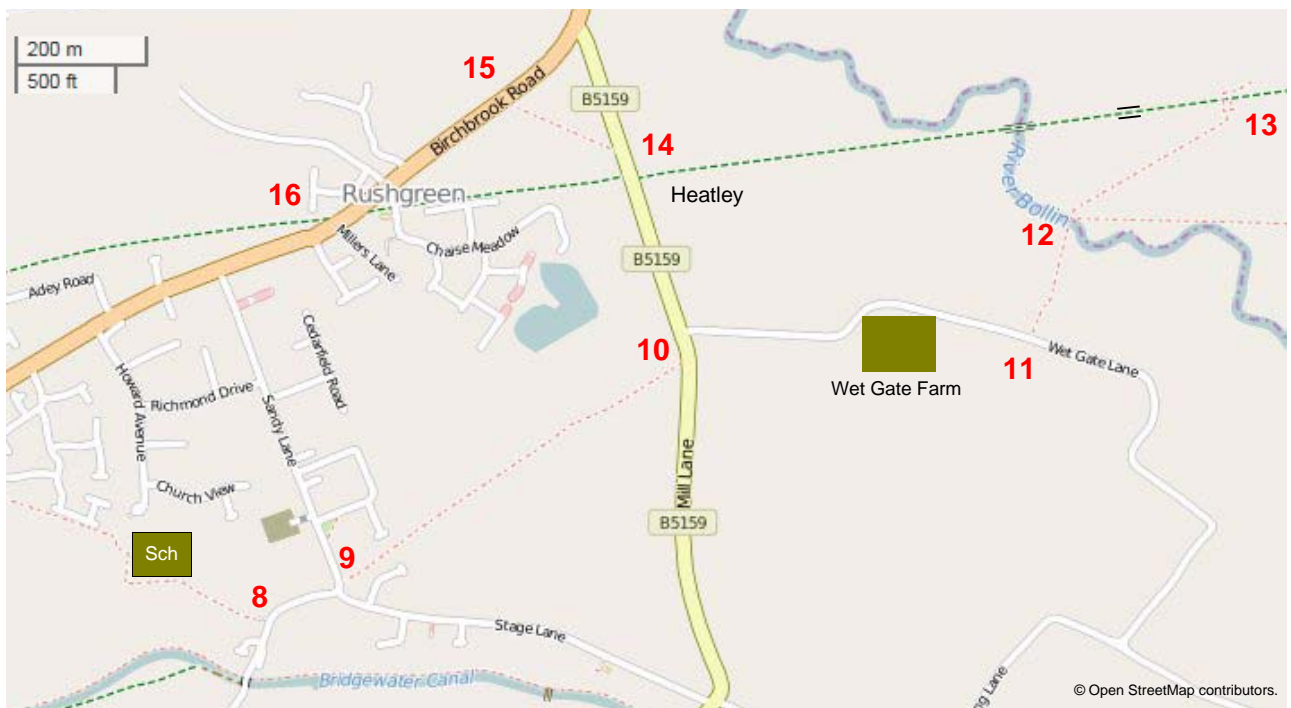 200 m
500 ft
15
B5159
Birchbrook Road
13
14
16
Rushgreen
Heatley
River Bollin
12
Millers Lane
Chaise Meadow
B5159
Adey Road
10
11
Wet Gate Lane
Wet Gate Farm
Cedarfield Road
Howard Avenue
Richmond Drive
Sandy Lane
Mill Lane
Church View
B5159
Sch
9
8
Stage Lane
Bridgewater Canal
ng Lane
© Open StreetMap contributors.